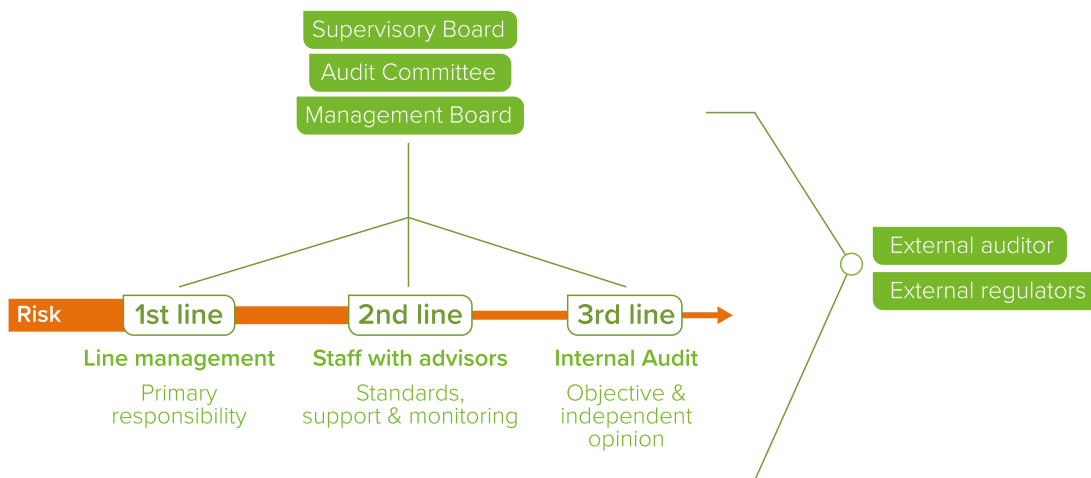 Supervisory Board
Audit Committee
Management Board
External auditor
External regulators
Risk
1st line
2nd line
3rd line
Line management
Primary
responsibility
Staff with advisors
Standards,
support & monitoring
Internal Audit
Objective &
independent
opinion